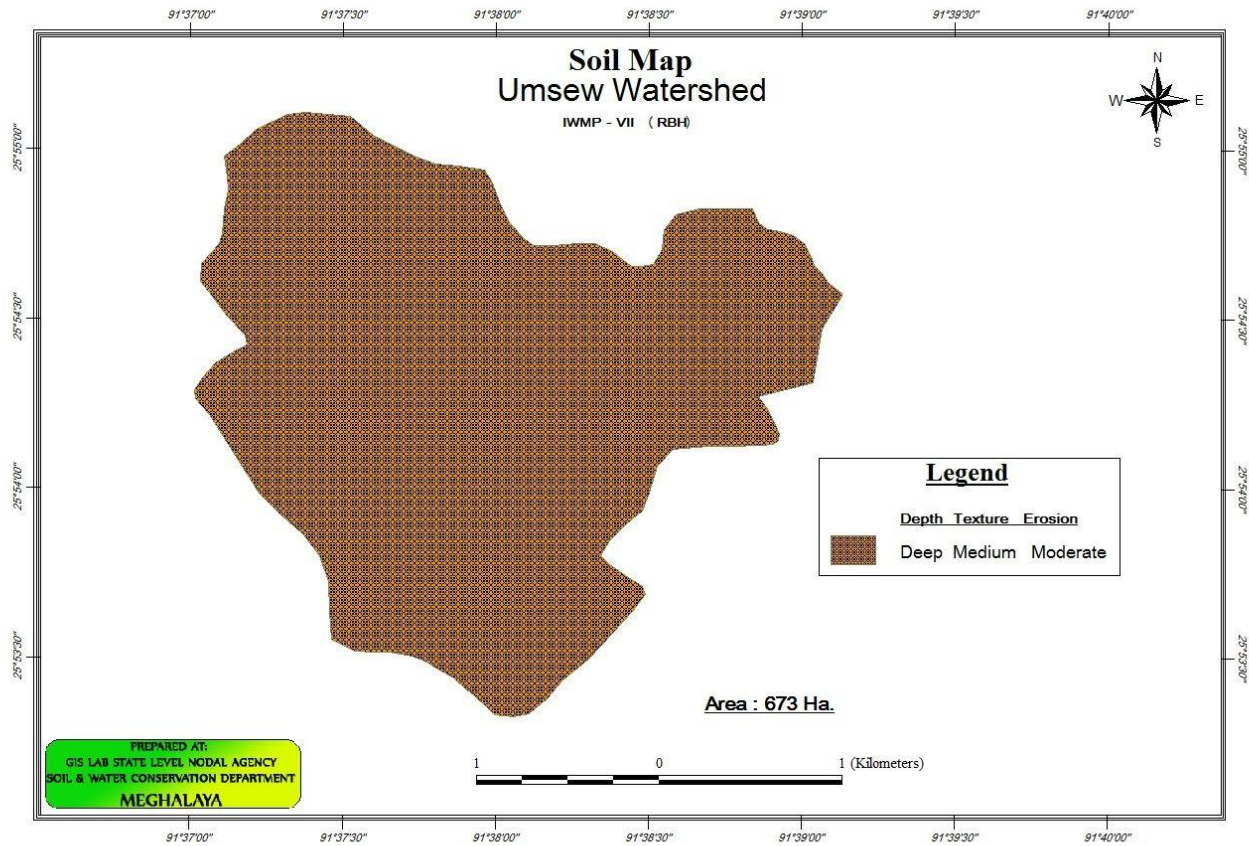 91°37'00" 91°37'30" 91°38'00" 91°38'30" 91°39'00" 91°39'30" 91°40'00"
Soil Map
Umsew Watershed
IWMP - VII ( RBH)
N
W E
S
25°55'00" 25°55'00"
25°54'30" 25°54'30"
25°54'00" 25°54'00"
25°53'30" 25°53'30"
Legend
Depth Texture Erosion
Deep Medium Moderate
Area : 673 Ha.
PREPARED AT:
GIS LAB STATE LEVEL NODAL AGENCY
SOIL & WATER CONSERVATION DEPARTMENT
MEGHALAYA
1 0 1 (Kilometers)
91°37'00" 91°37'30" 91°38'00" 91°38'30" 91°39'00" 91°39'30" 91°40'00"